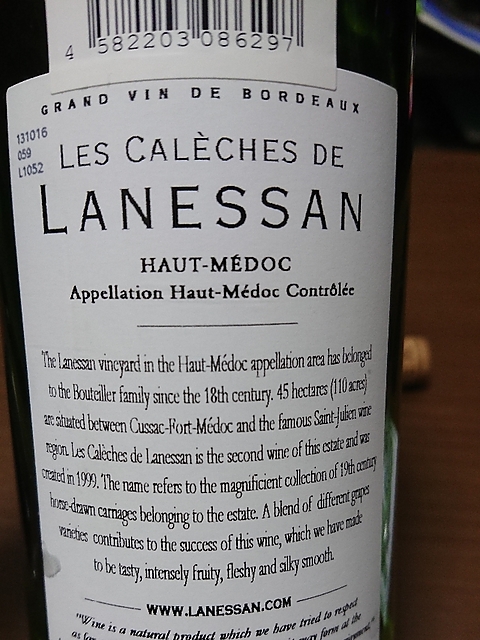 4 582203 086297
GRAND VIN DE BORDEAUX
131016
059
L1052
LES CALÈCHES DE
LANESSAN
HAUT-MÉDOC
Appellation Haut-Médoc Contrôlée
The Lanessan vineyard in the Haut-Médoc appellation area has belonged
to the Bouteiller family since the 18th century. 45 hectares (110 acres)
are situated between Cussac-Fort-Médoc and the famous Saint-Julien wine
region. Les Calèches de Lanessan is the second wine of this estate and was
created in 1999. The name refers to the magnificient collection of 19th century
horse-drawn carriages belonging to the estate. A blend of different grapes
varieties contributes to the success of this wine, which we have made
to be tasty, intensely fruity, fleshy and silky smooth.
WWW.LANESSAN.COM
"Wine is a natural product which we have tried to respect